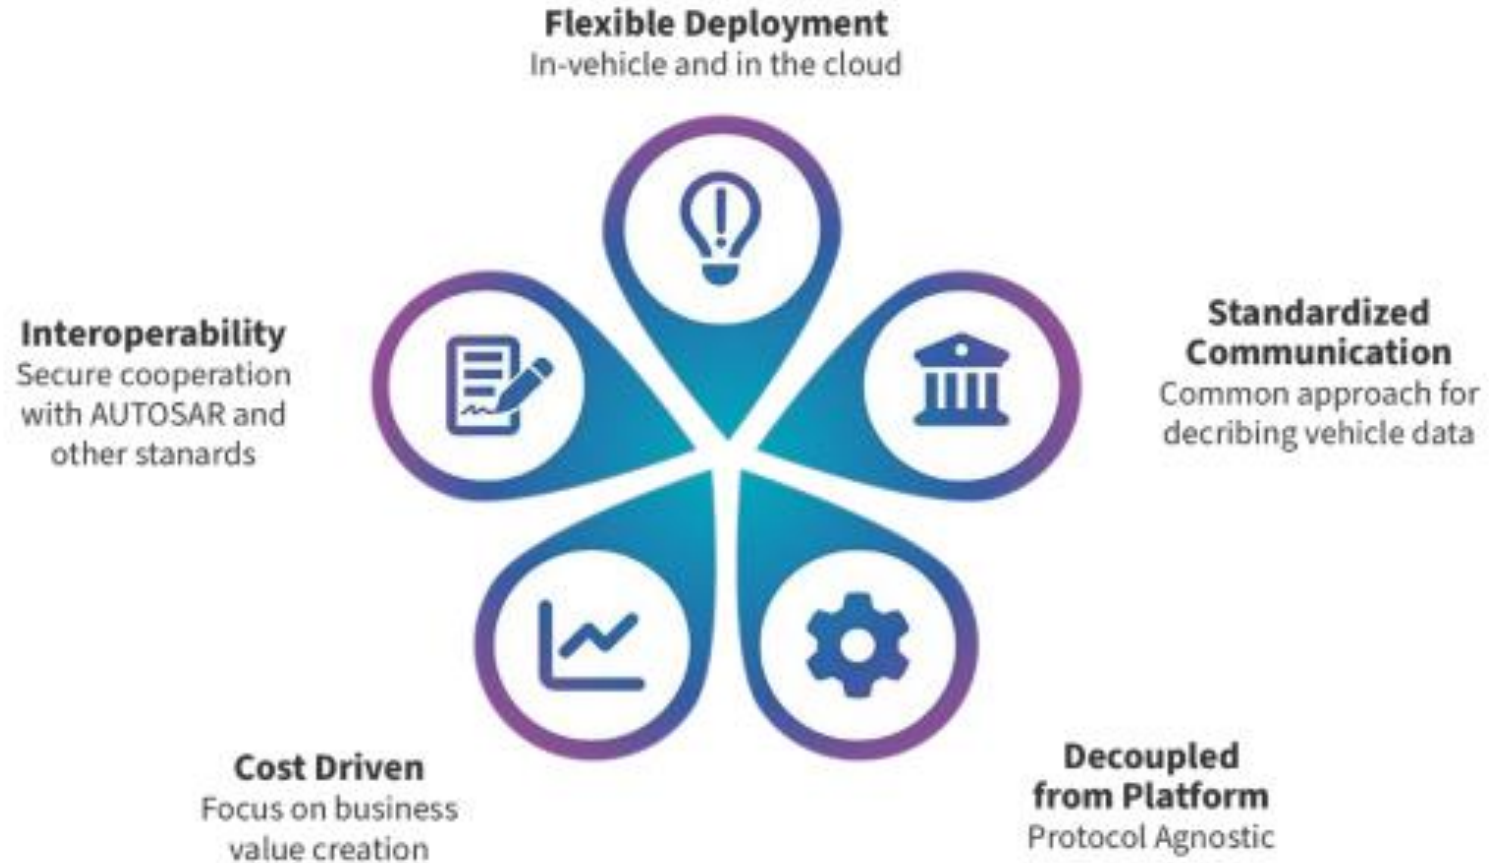 Flexible Deployment
In-vehicle and in the cloud
Interoperability
Secure cooperation
with AUTOSAR and
other stanards
Standardized
Communication
Common approach for
decribing vehicle data
Cost Driven
Focus on business
value creation
Decoupled
from Platform
Protocol Agnostic